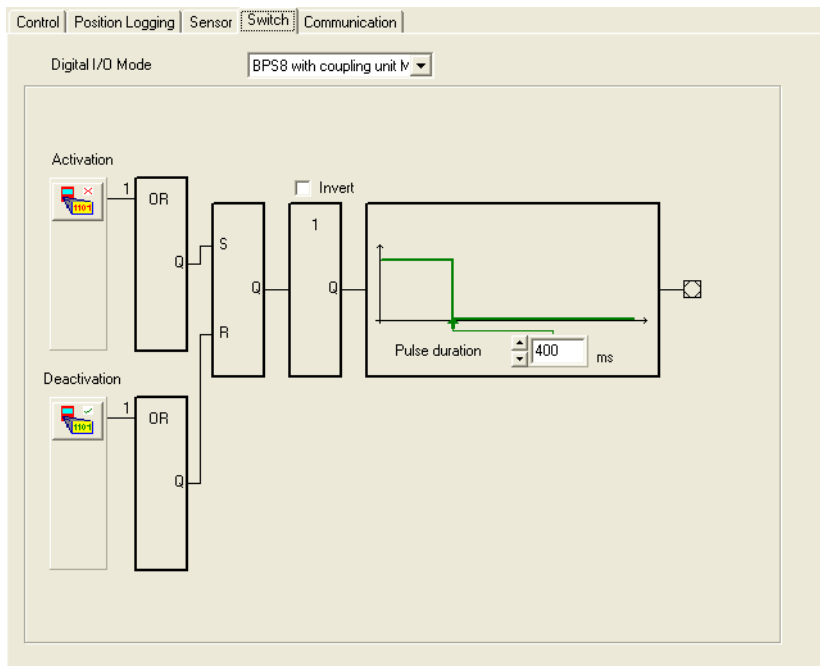 Control Position Logging Sensor Switch Communication
Digital I/O Mode BPS8 with coupling unit M
Activation
1 OR Q
S R Q
Invert
1 Q
Pulse duration 400 ms
Deactivation
1 OR Q